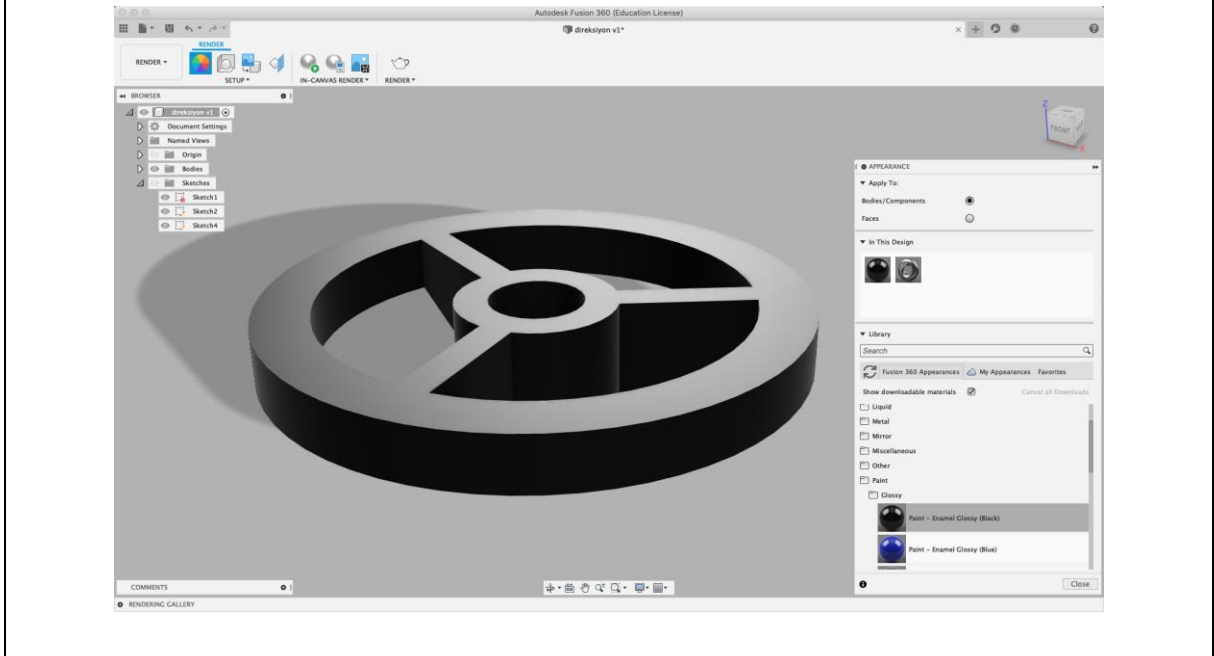 Autodesk Fusion 360 (Education License)
direksiyon v1*
RENDER
RENDER
SETUP
IN-CANVAS RENDER
RENDER
BROWSER
direksiyon v1
Document Settings
Named Views
Origin
Bodies
Sketches
Sketch1
Sketch2
Sketch4
Z
FRONT
X
APPEARANCE
Apply To:
Bodies/Components
Faces
In This Design
Library
Search
Fusion 360 Appearances My Appearances Favorites
Show downloadable materials Cancel all Downloads
Liquid
Metal
Mirror
Miscellaneous
Other
Paint
Glossy
Paint - Enamel Glossy (Black)
Paint - Enamel Glossy (Blue)
Close
COMMENTS
RENDERING GALLERY